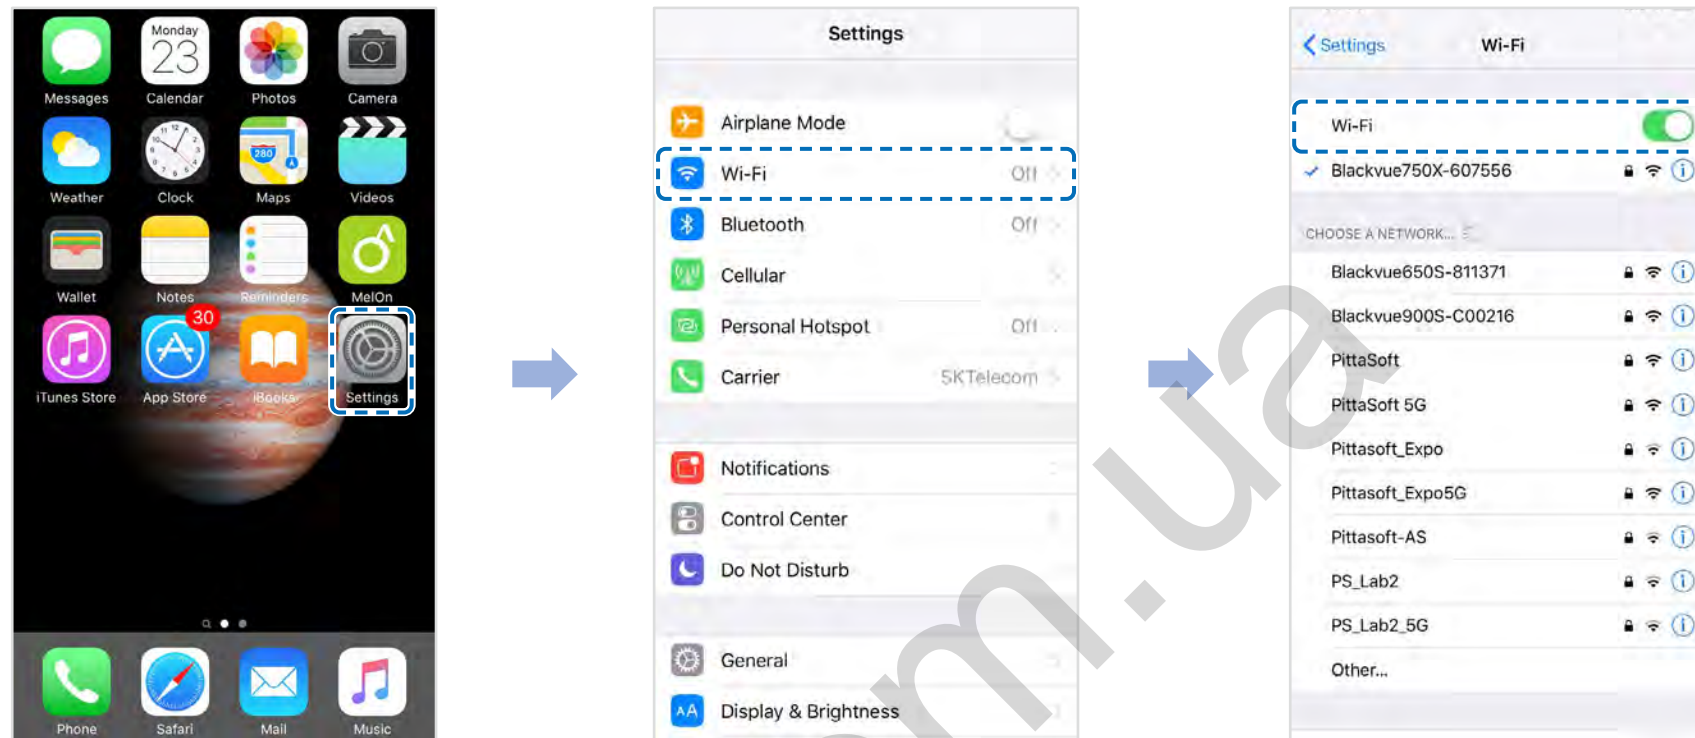 Monday
23
Messages
Calendar
Photos
Camera
280
Weather
Clock
Maps
Videos
Wallet
Notes
Reminders
MelOn
30
iTunes Store
App Store
iBooks
Settings
Phone
Safari
Mail
Music
Settings
Airplane Mode
Wi-Fi Off
Bluetooth Off
Cellular
Personal Hotspot Off
Carrier SKTelecom
Notifications
Control Center
Do Not Disturb
General
AA Display & Brightness
Settings Wi-Fi
Wi-Fi
Blackvue750X-607556
CHOOSE A NETWORK...
Blackvue650S-811371
Blackvue900S-C00216
PittaSoft
PittaSoft 5G
Pittasoft_Expo
Pittasoft_Expo5G
Pittasoft-AS
PS_Lab2
PS_Lab2_5G
Other...
om.ua